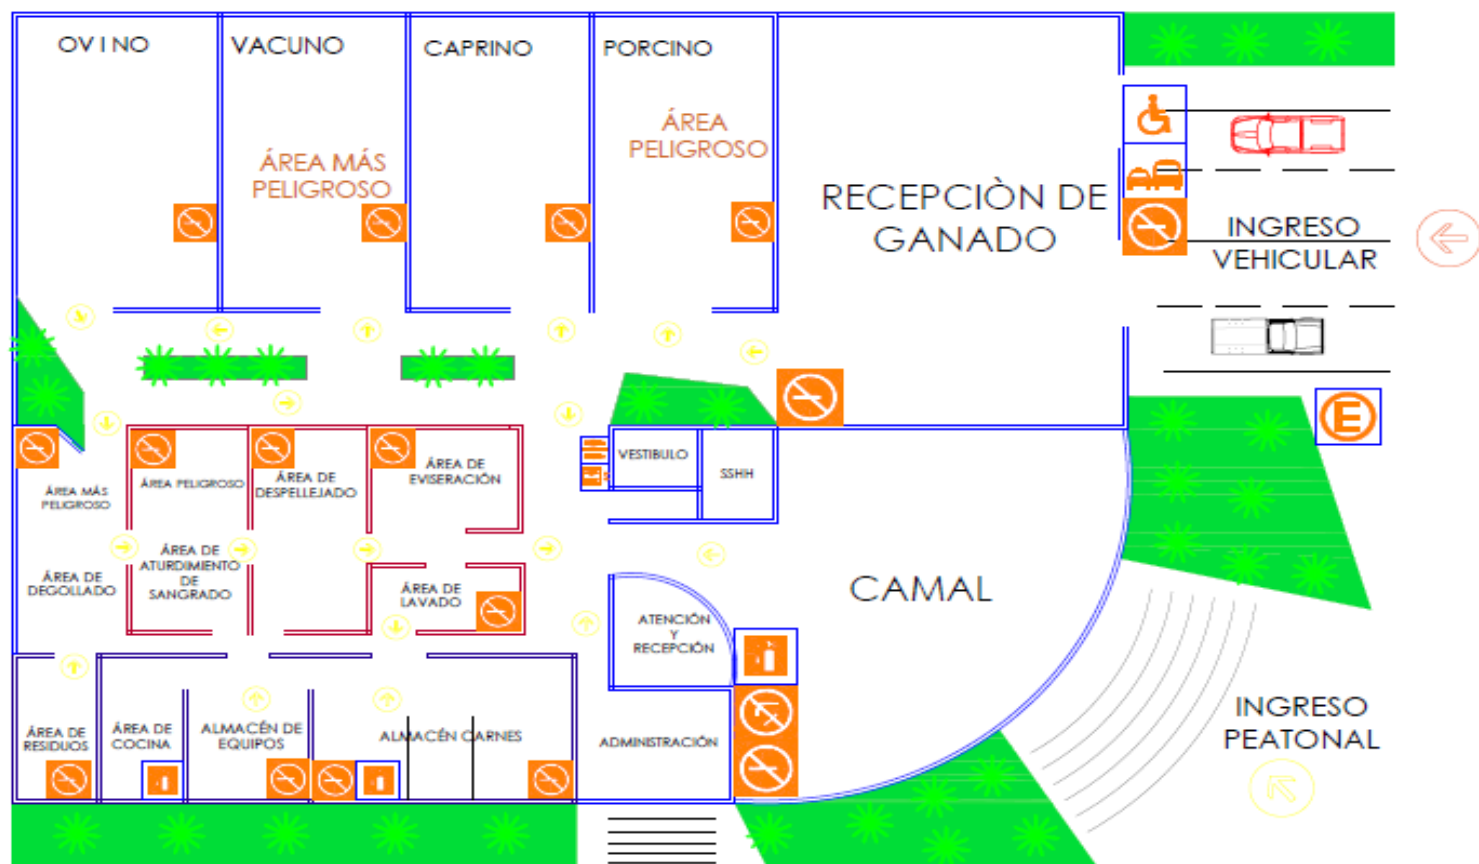 OVINO
VACUNO
CAPRINO
PORCINO
ÁREA MÁS
PELIGROSO
ÁREA
PELIGROSO
RECEPCIÒN DE
GANADO
INGRESO
VEHICULAR
E
VESTIBULO
SSHH
ÁREA MÁS
PELIGROSO
ÁREA PELIGROSO
ÁREA DE
DESPELLEJADO
ÁREA DE
EVISERACIÓN
ÁREA DE
DEGOLLADO
ÁREA DE
ATURDIMIENTO
DE
SANGRADO
ÁREA DE
LAVADO
CAMAL
ATENCIÓN
Y
RECEPCIÓN
ÁREA DE
RESIDUOS
ÁREA DE
COCINA
ALMACÉN DE
EQUIPOS
ALMACÉN CARNES
ADMINISTRACIÓN
INGRESO
PEATONAL